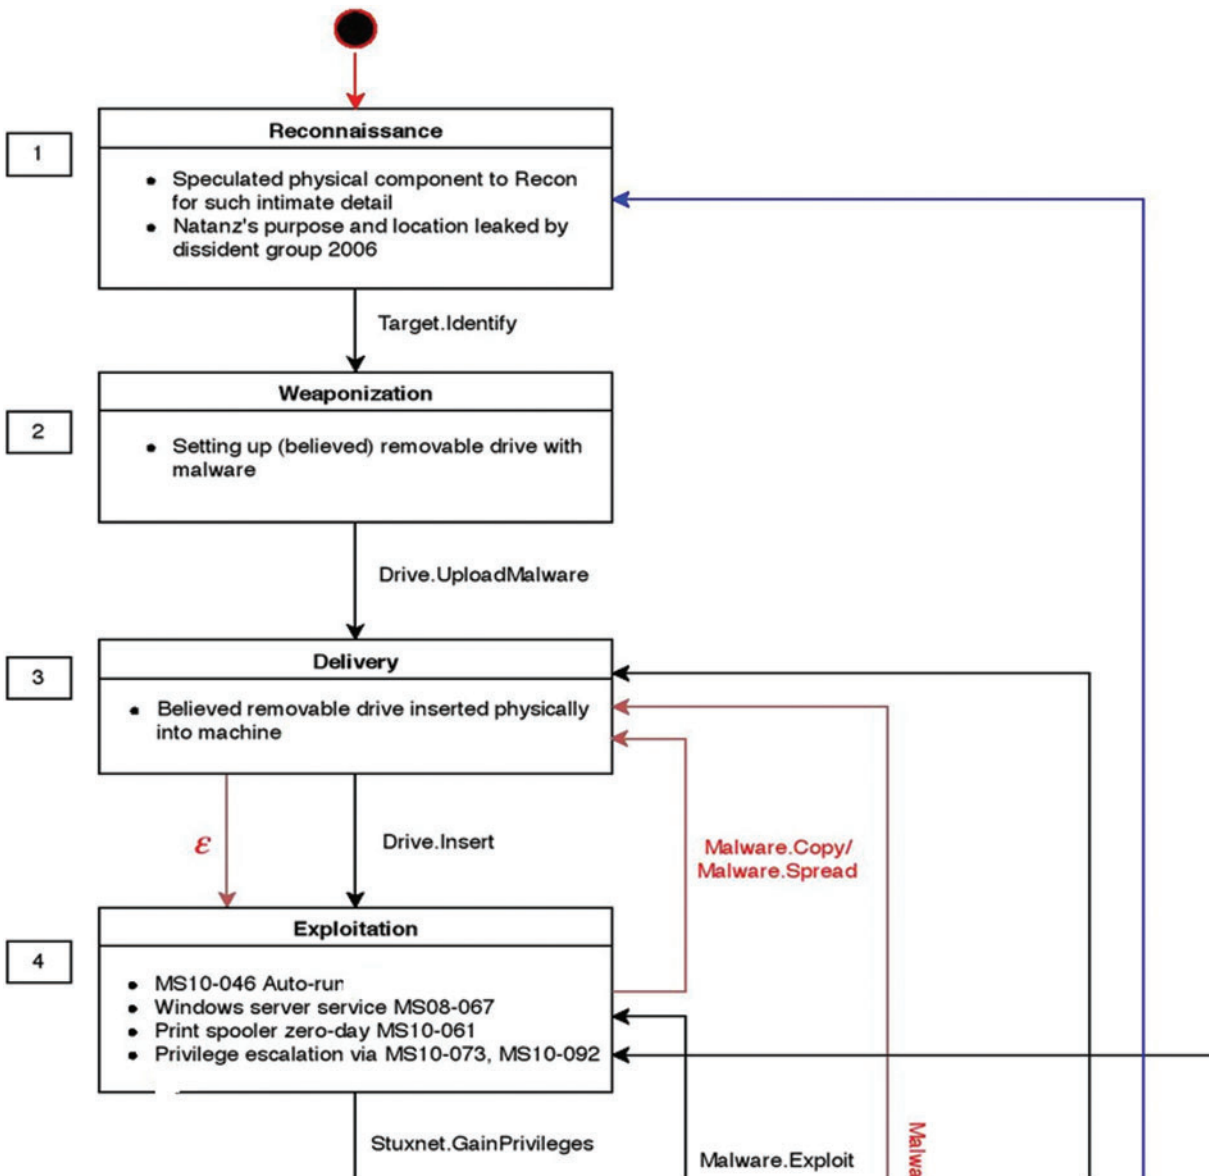 1
Reconnaissance
• Speculated physical component to Recon
for such intimate detail
• Natanz's purpose and location leaked by
dissident group 2006
Target.Identify
2
Weaponization
• Setting up (believed) removable drive with
malware
Drive.UploadMalware
3
Delivery
• Believed removable drive inserted physically
into machine
ε
Drive.Insert
Malware.Copy/
Malware.Spread
4
Exploitation
• MS10-046 Auto-run
• Windows server service MS08-067
• Print spooler zero-day MS10-061
• Privilege escalation via MS10-073, MS10-092
Stuxnet.GainPrivileges
Malware.Exploit